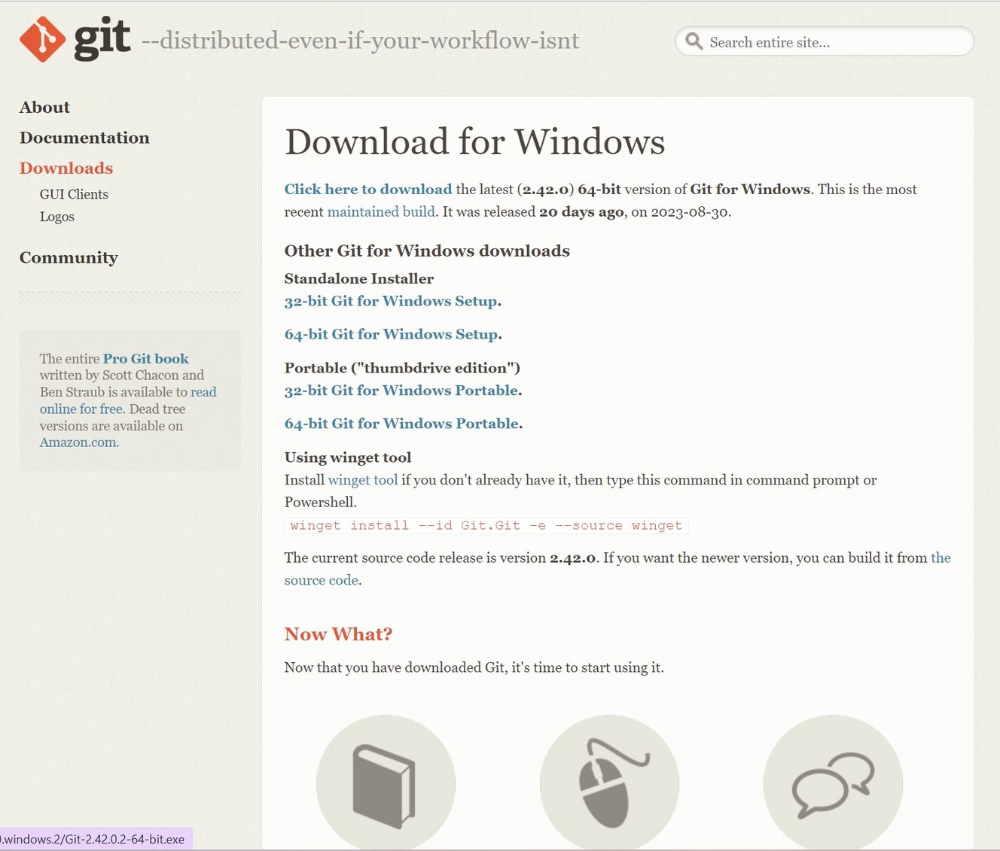 git --distributed-even-if-your-workflow-isnt
Search entire site...
About
Documentation
Downloads
GUI Clients
Logos
Community
The entire Pro Git book
written by Scott Chacon and
Ben Straub is available to read
online for free. Dead tree
versions are available on
Amazon.com.
Download for Windows
Click here to download the latest (2.42.0) 64-bit version of Git for Windows. This is the most
recent maintained build. It was released 20 days ago, on 2023-08-30.
Other Git for Windows downloads
Standalone Installer
32-bit Git for Windows Setup.
64-bit Git for Windows Setup.
Portable ("thumbdrive edition")
32-bit Git for Windows Portable.
64-bit Git for Windows Portable.
Using winget tool
Install winget tool if you don't already have it, then type this command in command prompt or
Powershell.
winget install --id Git.Git -e --source winget
The current source code release is version 2.42.0. If you want the newer version, you can build it from the
source code.
Now What?
Now that you have downloaded Git, it's time to start using it.
.windows.2/Git-2.42.0.2-64-bit.exe